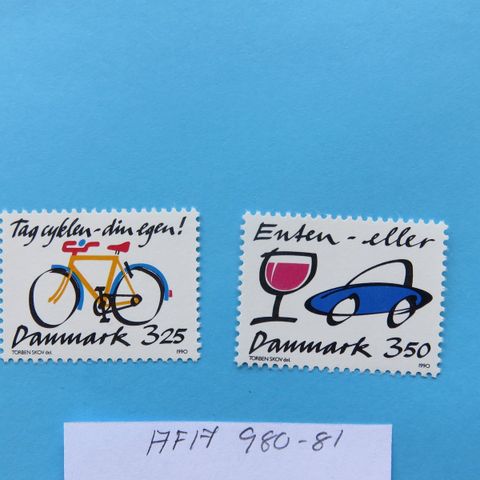 Tag cyklen - din egen!
Danmark 325
TORBEN SKOV del. 1990
Enten - eller
Danmark 350
TORBEN SKOV del. 1990
AFA 980-81